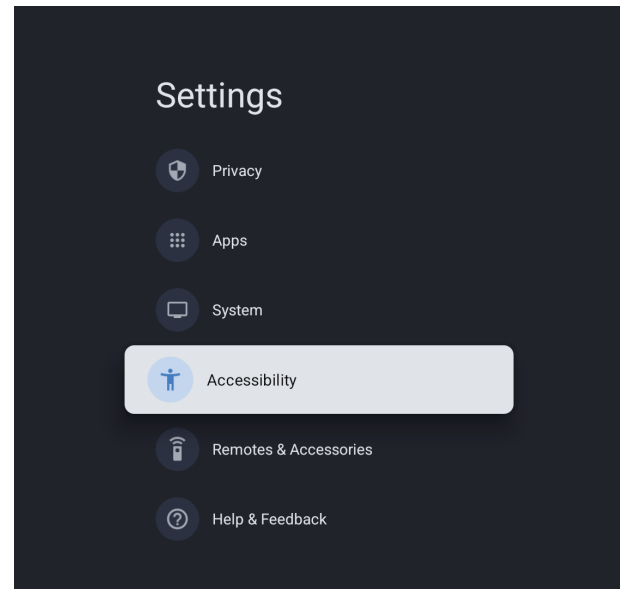 Settings
Privacy
Apps
System
Accessibility
Remotes & Accessories
Help & Feedback